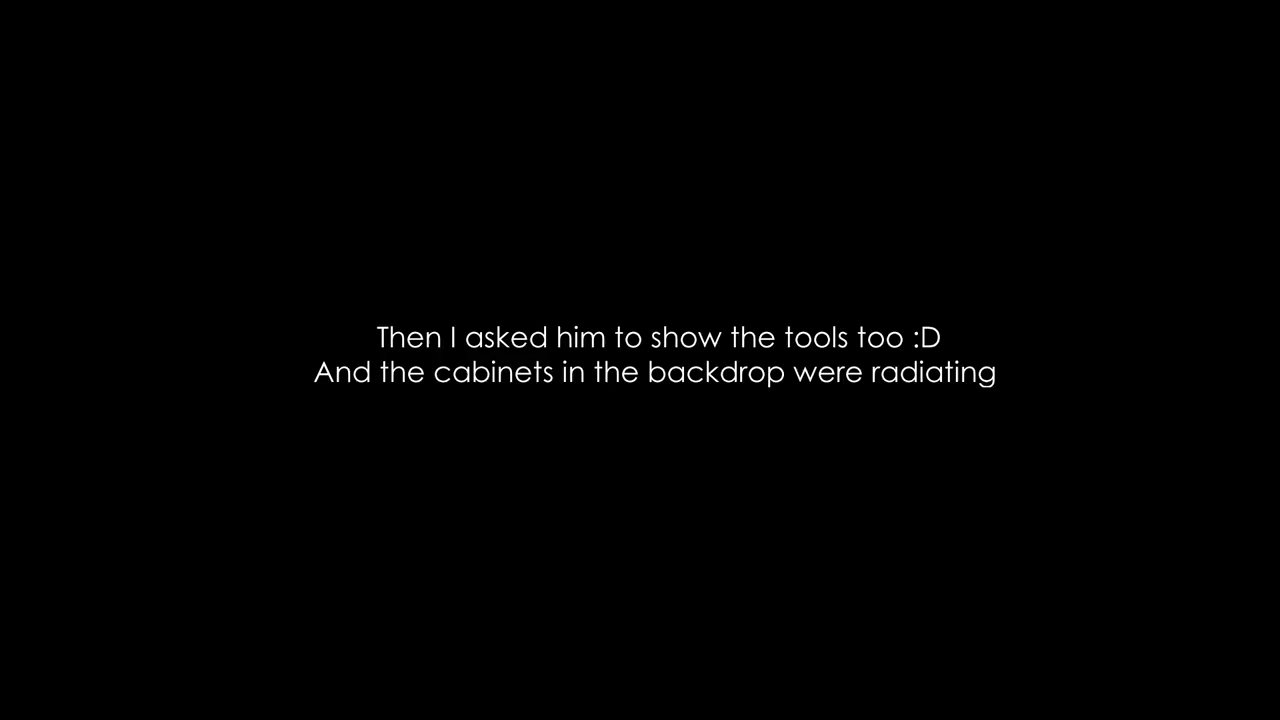 Then I asked him to show the tools too :D
And the cabinets in the backdrop were radiating